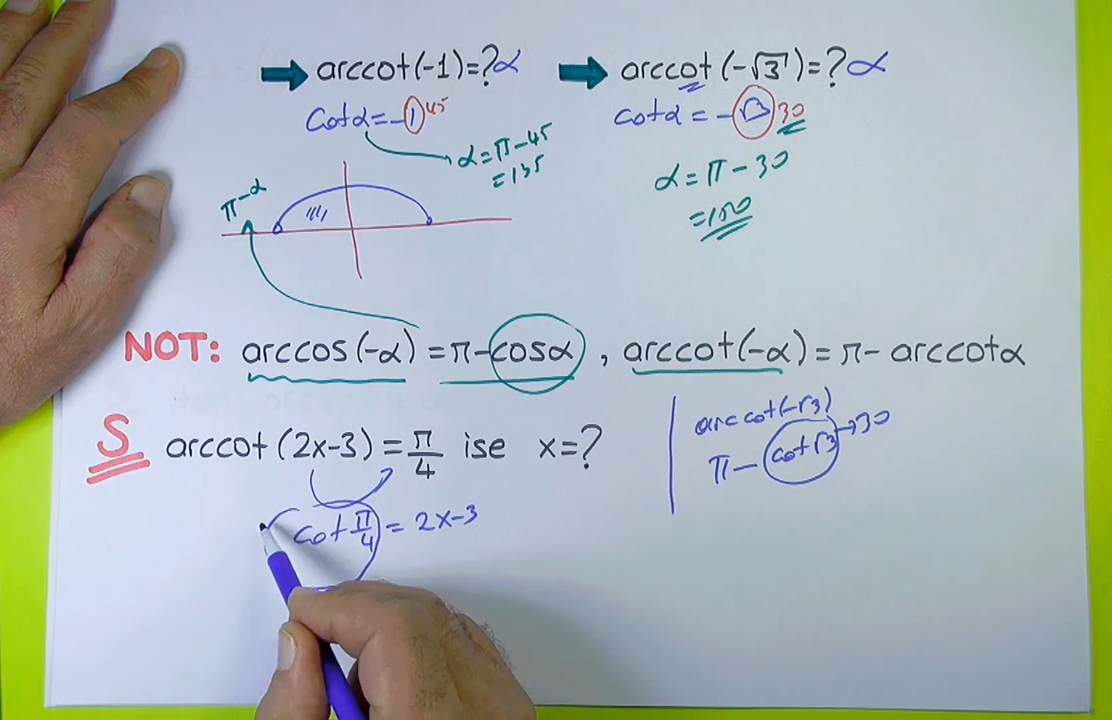 arccot(-1)=?α
cotα=-1 45
α=π-45
=135
π-α
arccot(-√3)=?α
cotα=-√3 30
α=π-30
=150
NOT: arccos(-α)=π-cosα , arccot(-α)=π-arccotα
S arccot(2x-3)=π/4 ise x=?
cot π/4 = 2x-3
arccot(-√3)
π-cot√3→30